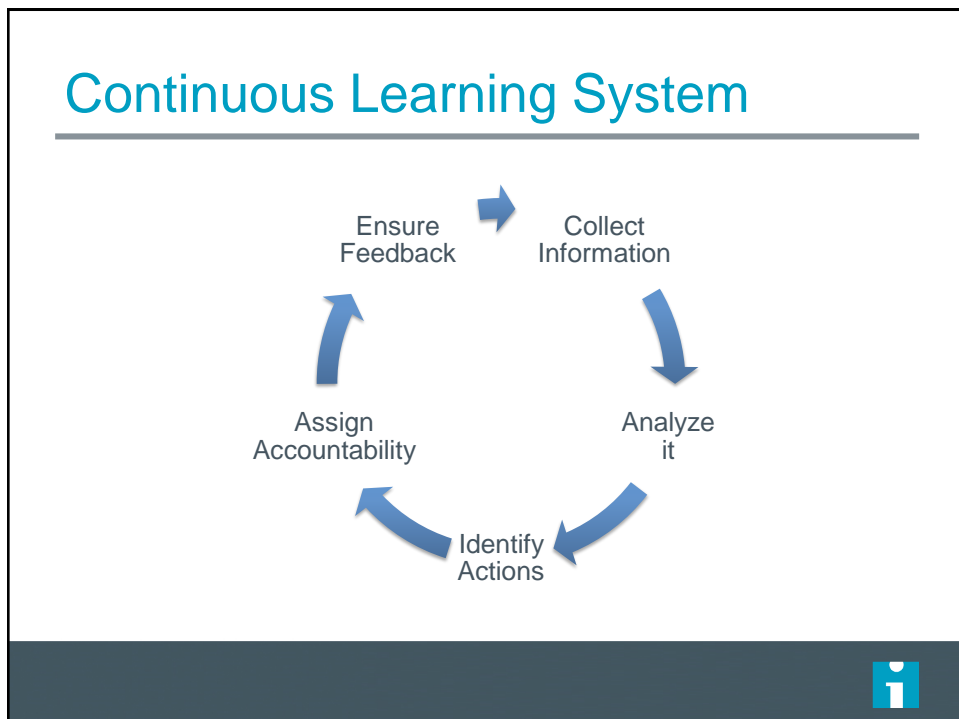 Continuous Learning System
Ensure
Feedback
Collect
Information
Analyze
it
Identify
Actions
Assign
Accountability